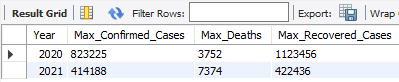 Result Grid Filter Rows: Export: Wrap C
Year Max_Confirmed_Cases Max_Deaths Max_Recovered_Cases
2020 823225 3752 1123456
2021 414188 7374 422436